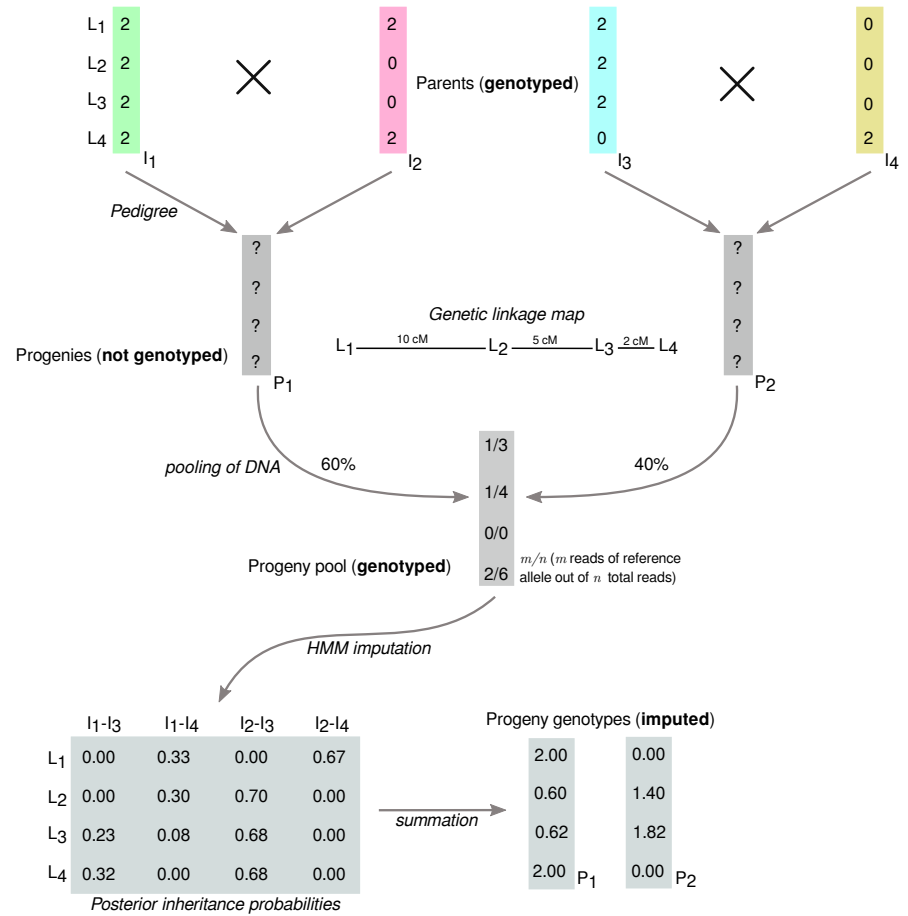 L1 2 2 2 0
L2 2 0 2 0
Parents (genotyped)
L3 2 0 2 0
L4 2 2 0 2
I1 I2 I3 I4
Pedigree
? ?
? ?
Genetic linkage map
? ?
L1 10 cM L2 5 cM L3 2 cM L4
Progenies (not genotyped)
? ?
P1 P2
1/3
pooling of DNA 60% 40%
1/4
0/0
Progeny pool (genotyped)
2/6
m/n (m reads of reference
allele out of n total reads)
HMM imputation
I1-I3 I1-I4 I2-I3 I2-I4
L1 0.00 0.33 0.00 0.67
L2 0.00 0.30 0.70 0.00
L3 0.23 0.08 0.68 0.00
L4 0.32 0.00 0.68 0.00
Posterior inheritance probabilities
summation
Progeny genotypes (imputed)
2.00 0.00
0.60 1.40
0.62 1.82
2.00 0.00
P1 P2